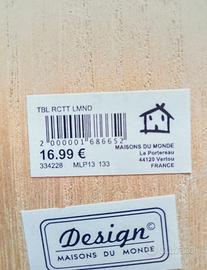 TBL RCTT LMND
2 000001 686652
16.99 €
334228 MLP13 133
MAISONS DU MONDE
Le Portereau
44120 Vertou
FRANCE
Design©
MAISONS DU MONDE